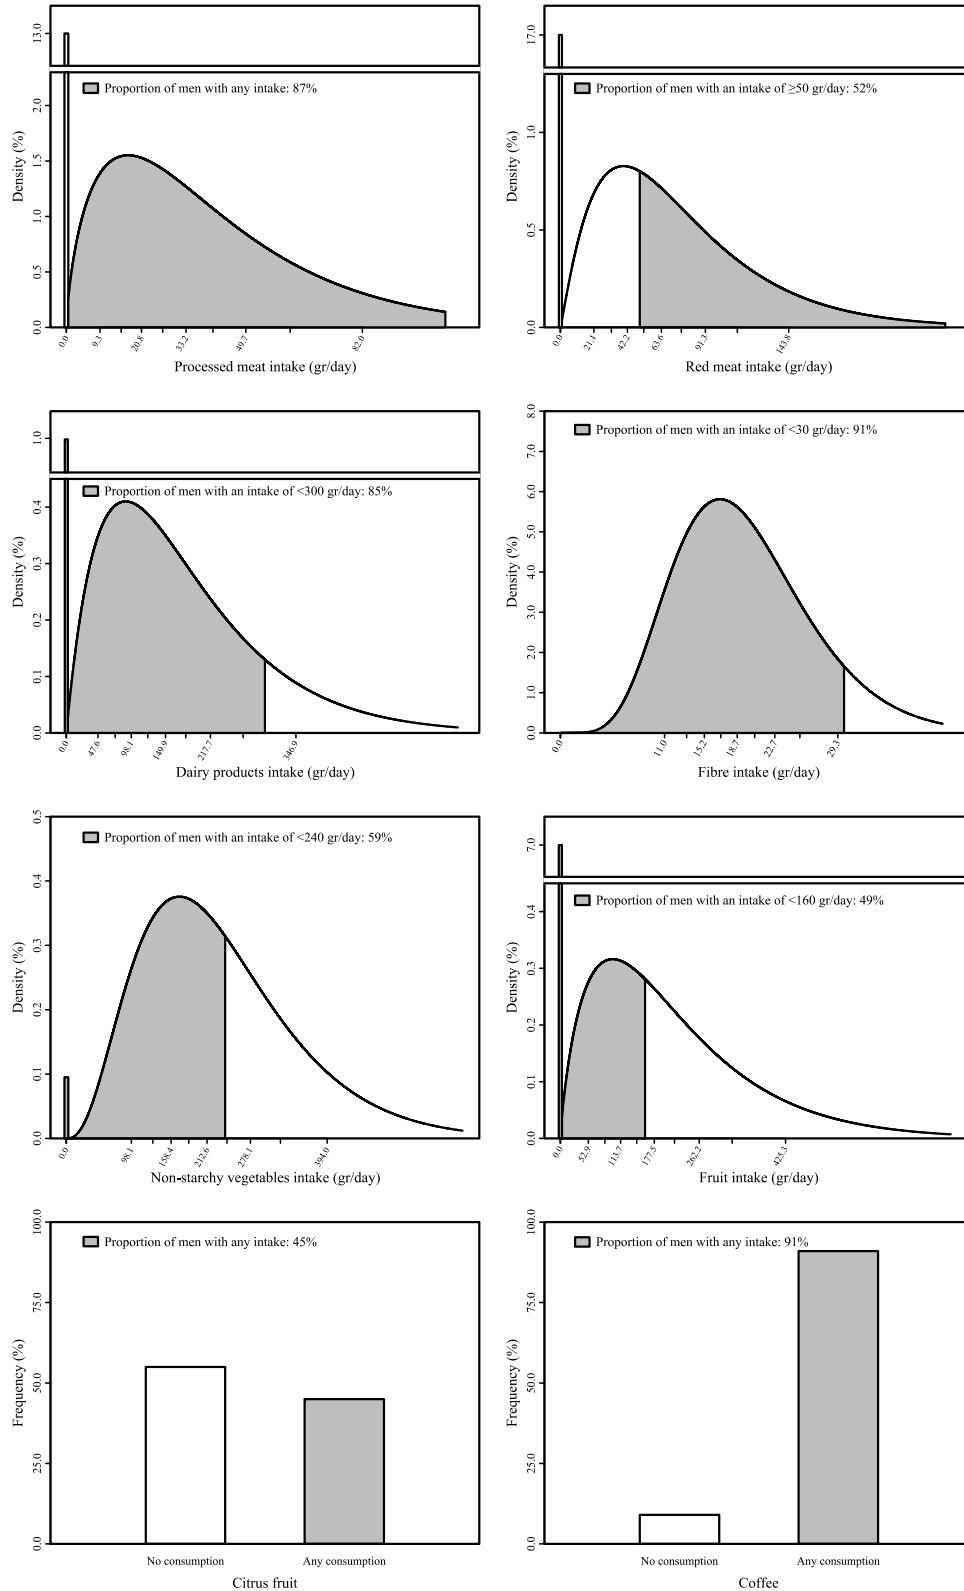 13.0
Proportion of men with any intake: 87%
2.0
1.5
1.0
0.5
0.0
Density (%)
0.0 9.3 20.8 33.2 49.7 82.0
Processed meat intake (gr/day)
17.0
Proportion of men with an intake of ≥50 gr/day: 52%
1.0
0.5
0.0
Density (%)
0.0 21.1 42.2 63.6 91.3 143.8
Red meat intake (gr/day)
1.0
Proportion of men with an intake of <300 gr/day: 85%
0.4
0.3
0.2
0.1
0.0
Density (%)
0.0 47.6 98.1 149.9 217.7 346.9
Dairy products intake (gr/day)
8.0
Proportion of men with an intake of <30 gr/day: 91%
7.0
6.0
5.0
4.0
3.0
2.0
1.0
0.0
Density (%)
0.0 11.0 15.2 18.7 22.7 29.3
Fibre intake (gr/day)
0.5
Proportion of men with an intake of <240 gr/day: 59%
0.4
0.3
0.2
0.1
0.0
Density (%)
0.0 98.1 158.4 212.6 278.1 394.0
Non-starchy vegetables intake (gr/day)
7.0
Proportion of men with an intake of <160 gr/day: 49%
0.4
0.3
0.2
0.1
0.0
Density (%)
0.0 52.9 113.7 177.5 262.2 425.3
Fruit intake (gr/day)
100.0
Proportion of men with any intake: 45%
75.0
50.0
25.0
0.0
Frequency (%)
No consumption Any consumption
Citrus fruit
100.0
Proportion of men with any intake: 91%
75.0
50.0
25.0
0.0
Frequency (%)
No consumption Any consumption
Coffee